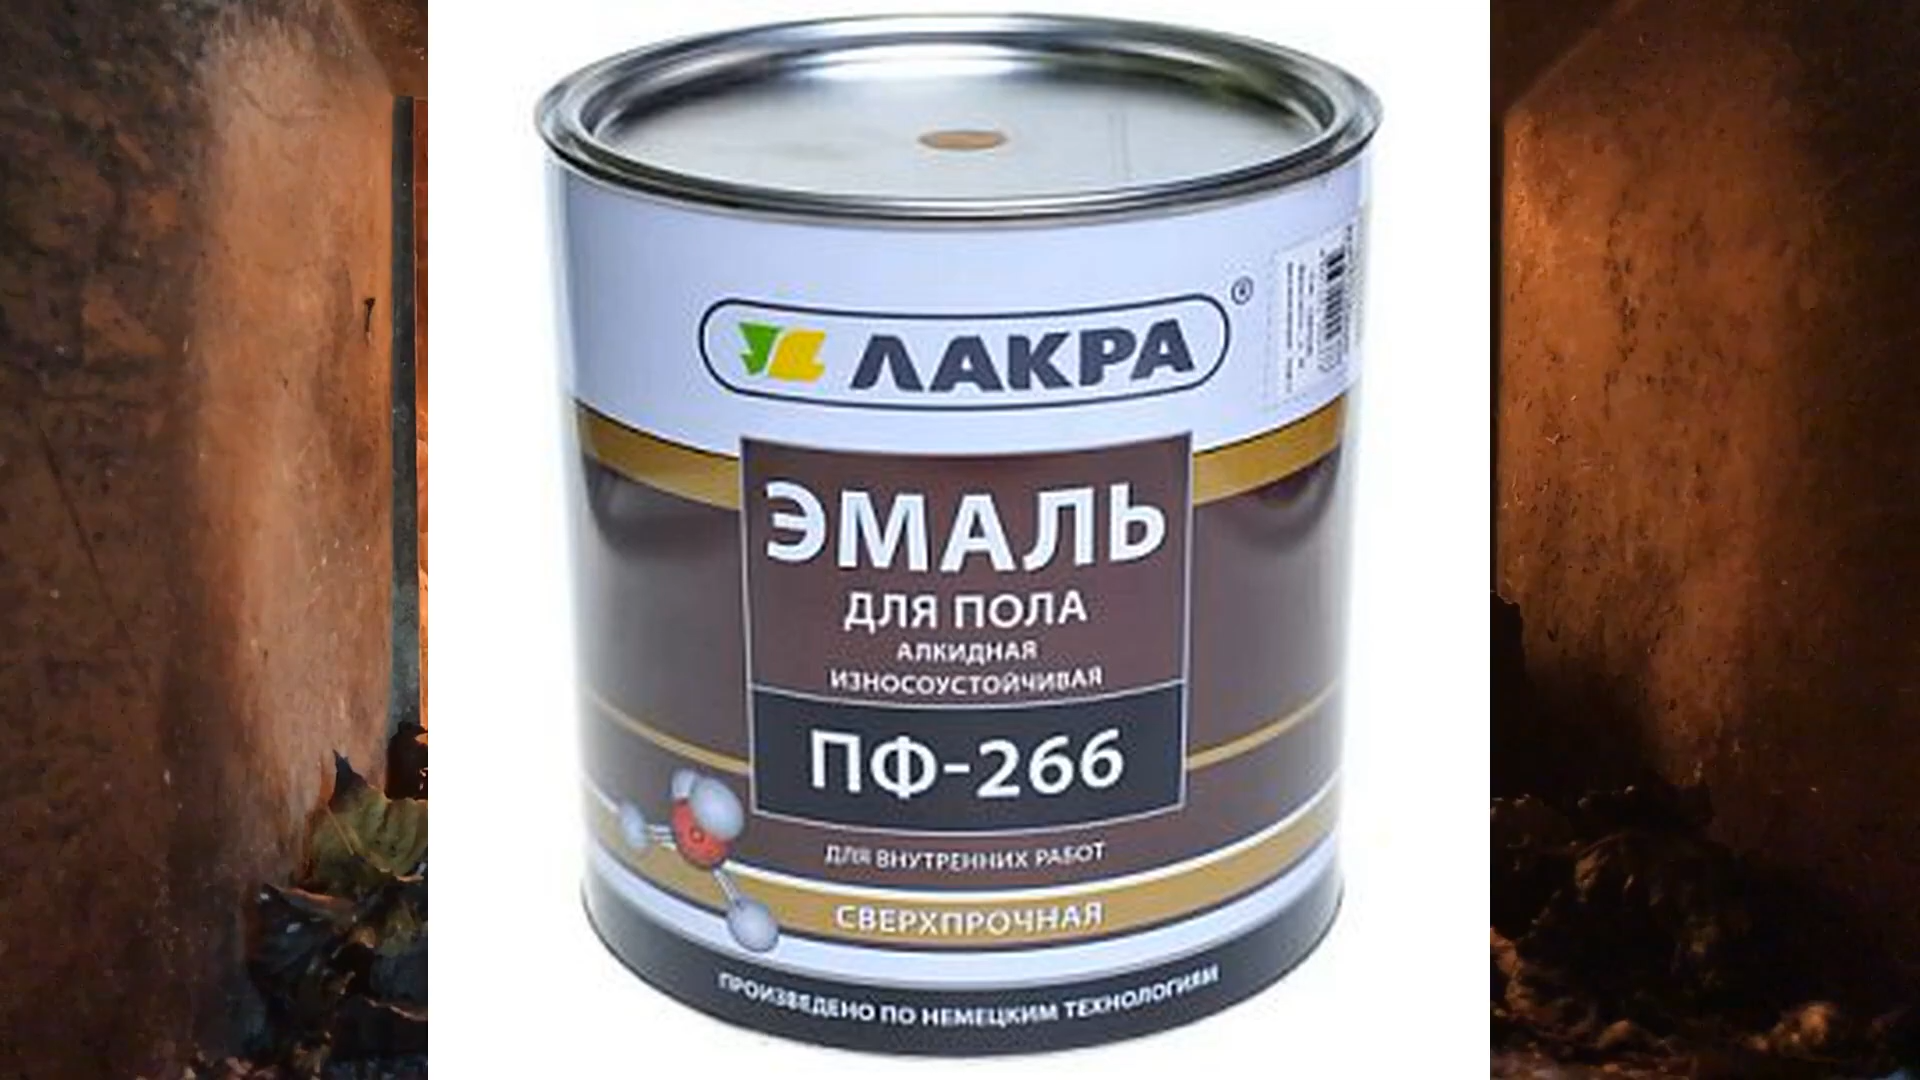 ЛАКРА ®
ЭМАЛЬ
ДЛЯ ПОЛА
АЛКИДНАЯ
ИЗНОСОУСТОЙЧИВАЯ
ПФ-266
ДЛЯ ВНУТРЕННИХ РАБОТ
СВЕРХПРОЧНАЯ
ПРОИЗВЕДЕНО ПО НЕМЕЦКИМ ТЕХНОЛОГИЯМ